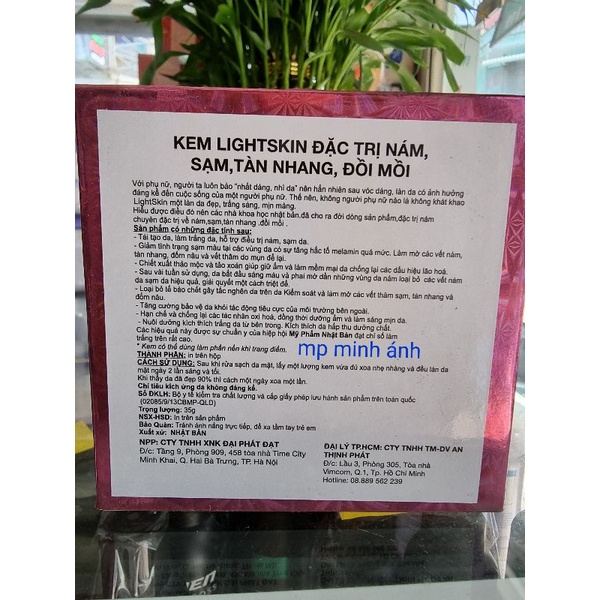 KEM LIGHTSKIN ĐẶC TRỊ NÁM,
SẠM,TÀN NHANG, ĐỒI MỒI
Với phụ nữ, người ta luôn bảo "nhất dáng, nhì da" nên hẳn nhiên sau vóc dáng, làn da có ảnh hưởng
đáng kể đến cuộc sống của một người phụ nữ. Thế nên, không người phụ nào là không khát khao
LightSkin một làn da đẹp, trắng sáng, mịn màng.
Hiểu được điều đó nên các nhà khoa học nhật bản.đã cho ra đời dòng sản phẩm,đặc trị nám
chuyên đặc trị về nám,sạm,tàn nhang .đồi mồi .
Sản phẩm có những đặc tính sau:
- Tái tạo da, làm trắng da, hỗ trợ điều trị nám, sạm da.
- Giảm tình trạng sạm màu tại các vùng da có sự tăng hắc tố melamin quá mức. Làm mờ các vết nám,
tàn nhang, đốm nâu và vết thâm do mụn để lại.
- Chiết xuất thảo mộc và tảo xoán giúp giữ ẩm và làm mềm mại da chống lại các dấu hiệu lão hoá.
- Sau vài tuần sử dụng, da bắt đầu sáng màu và phai mờ dần những vùng da nám loại bỏ các vết nám
da sạm da hiệu quả, giải quyết một cách triệt để.
- Loại bỏ tế bào chết gây tắc nghẽn da trên da Kiểm soát và làm mờ các vết thâm sạm, tàn nhang và
đốm nâu.
- Tăng cường bảo vệ da khỏi tác động tiêu cực của môi trường bên ngoài.
- Hạn chế và chống lại các tác nhân oxi hoá, đồng thời dưỡng ẩm và làm sáng mịn da.
- Nuôi dưỡng kích thích trắng da từ bên trong. Kích thích da hấp thu dưỡng chất.
Các hiệu quả này được sự chuẩn y của hiệp hội Mỹ Phẩm Nhật Bản đạt chỉ số làm
trắng trên rất cao.
* Kem có thể dùng làm phấn nền khi trang điểm.
mp minh ánh
THÀNH PHẦN: in trên hộp
CÁCH SỬ DỤNG: Sau khi rửa sạch da mặt, lấy một lượng kem vừa đủ xoa nhẹ nhàng và đều làn da
mặt ngày 2 lần sáng và tối.
Khi thấy da đã đẹp 90% thì cách một ngày xoa một lần.
Chỉ tiêu kích ứng da không đáng kể.
Số ĐKLH: Bộ y tế kiểm tra chất lượng và cấp giấy phép lưu hành sản phẩm trên toàn quốc
(02085/9/13CBMP-QLD)
Trọng lượng: 35g
NSX-HSD: In trên sản phẩm
Bảo Quản: Tránh ánh nắng trực tiếp, để xa tầm tay trẻ em
Xuất xứ: NHẬT BẢN
NPP: CTY TNHH XNK ĐẠI PHÁT ĐẠT
Đ/c: Tầng 9, Phòng 909, 458 tòa nhà Time City
Minh Khai, Q. Hai Bà Trưng, TP. Hà Nội
ĐẠI LÝ TP.HCM: CTY TNHH TM-DV AN
THỊNH PHÁT
Đ/c: Lầu 3, Phòng 305, Tòa nhà
Vimcom, Q.1, Tp. Hồ Chí Minh
Hotline: 08.889 562 239